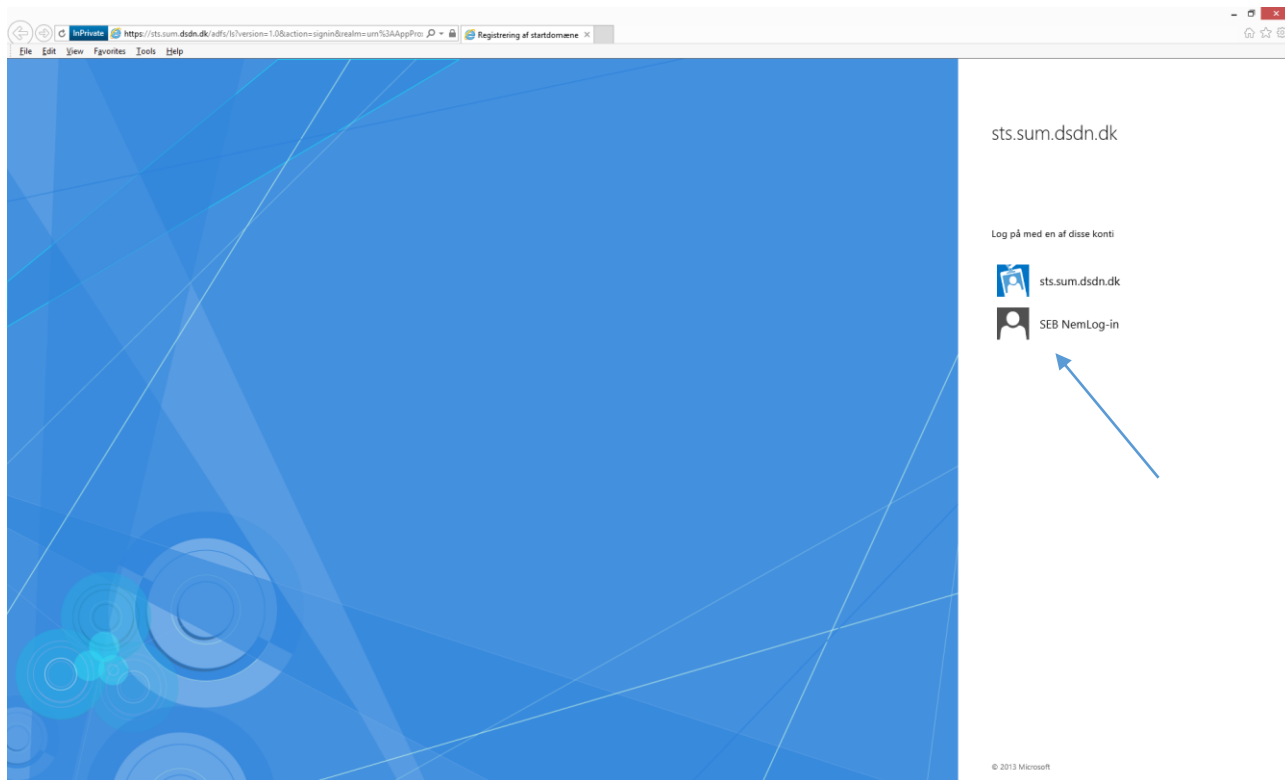 InPrivate https://sts.sum.dsdn.dk/adfs/ls?version=1.0&action=signin&realm=urn%3AAppPro: Registrering af startdomæne
File Edit View Favorites Tools Help
sts.sum.dsdn.dk
Log på med en af disse konti
sts.sum.dsdn.dk
SEB NemLog-in
© 2013 Microsoft